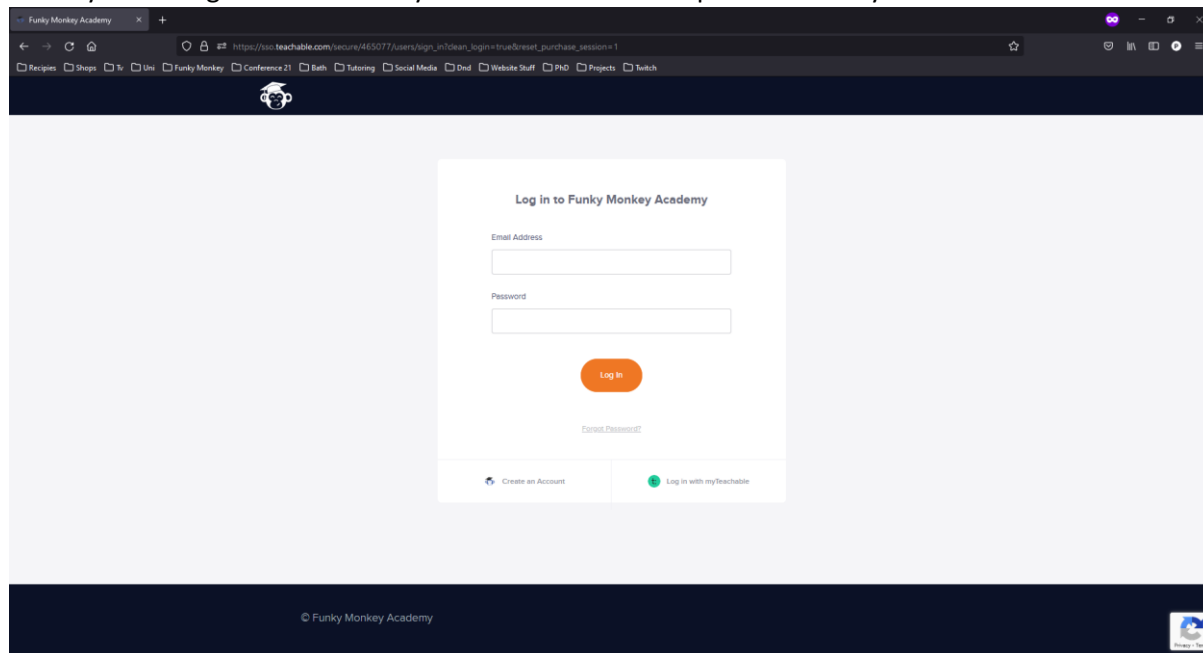 Funky Monkey Academy
https://sso.teachable.com/secure/465077/users/sign_in?clean_login=true&reset_purchase_session=1
Recipies Shops Tv Uni Funky Monkey Conference 21 Bath Tutoring Social Media Dnd Website Stuff PhD Projects Twitch
Log in to Funky Monkey Academy
Email Address
Password
Log In
Forgot Password?
Create an Account Log in with myTeachable
© Funky Monkey Academy